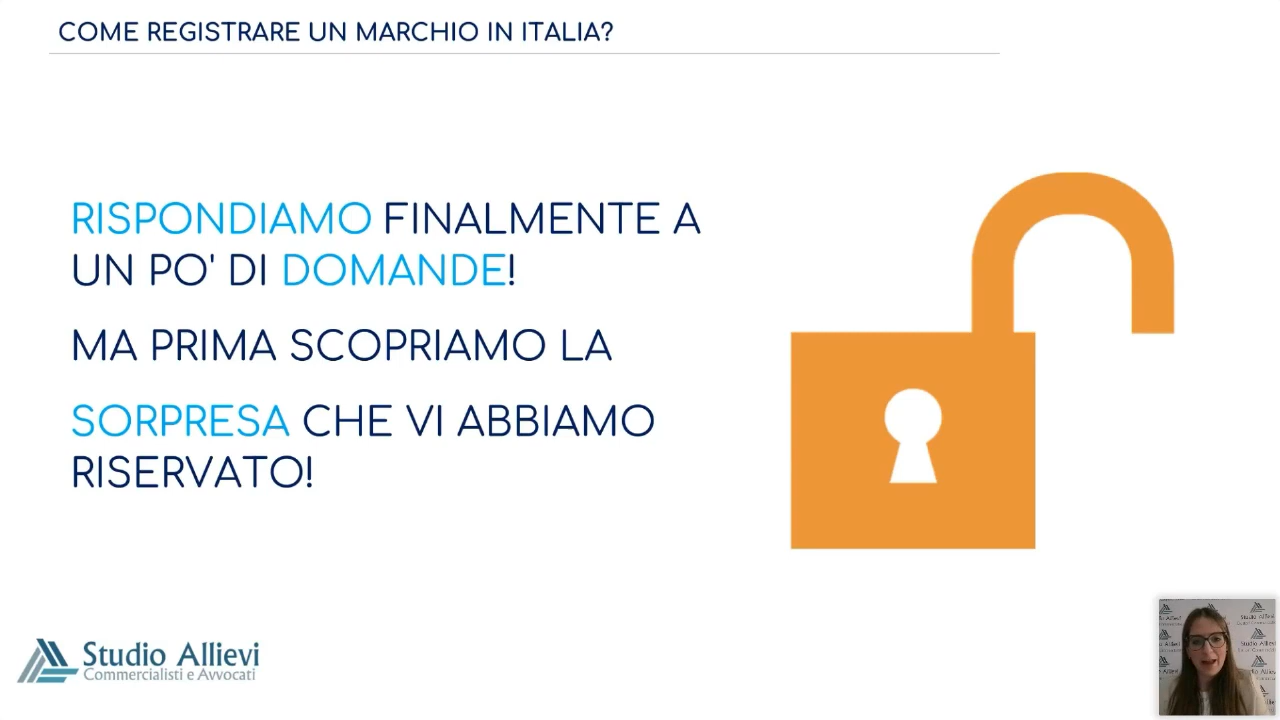 COME REGISTRARE UN MARCHIO IN ITALIA?
RISPONDIAMO FINALMENTE A
UN PO' DI DOMANDE!
MA PRIMA SCOPRIAMO LA
SORPRESA CHE VI ABBIAMO
RISERVATO!
Studio Allievi
Commercialisti e Avvocati